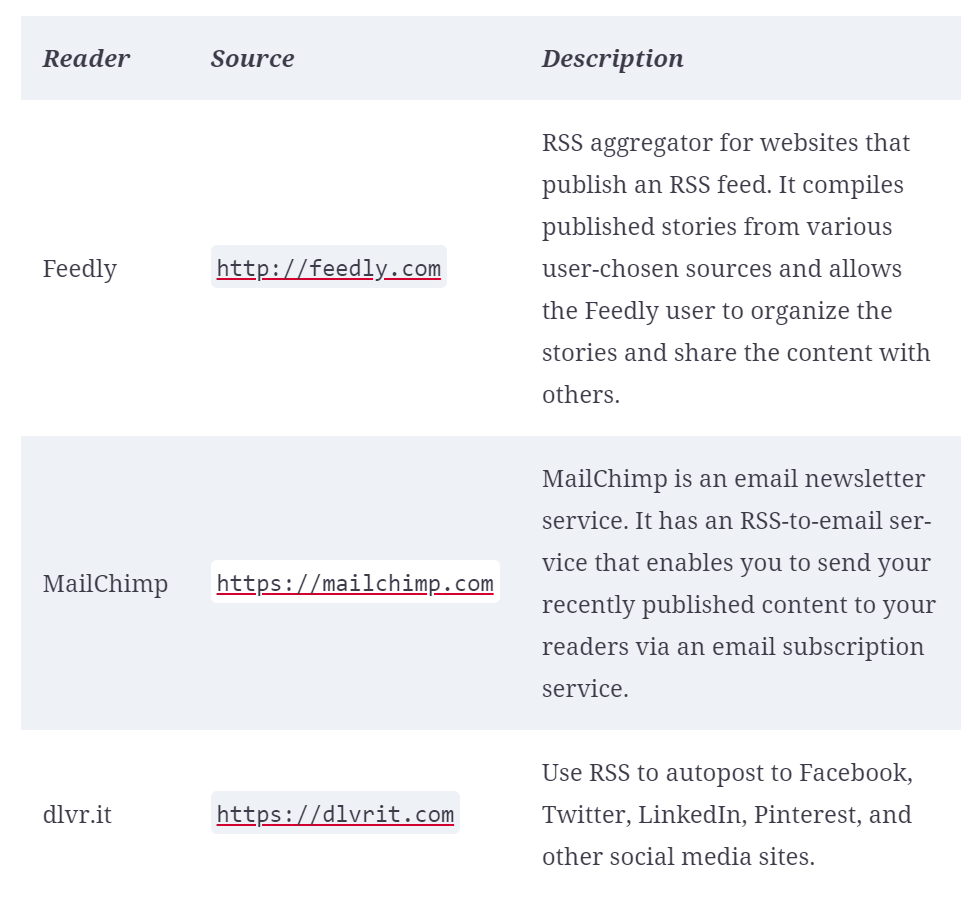 Reader Source Description
RSS aggregator for websites that
publish an RSS feed. It compiles
published stories from various
Feedly http://feedly.com user-chosen sources and allows
the Feedly user to organize the
stories and share the content with
others.
MailChimp is an email newsletter
service. It has an RSS-to-email ser-
vice that enables you to send your
MailChimp https://mailchimp.com recently published content to your
readers via an email subscription
service.
Use RSS to autopost to Facebook,
dlvr.it https://dlvrit.com Twitter, LinkedIn, Pinterest, and
other social media sites.